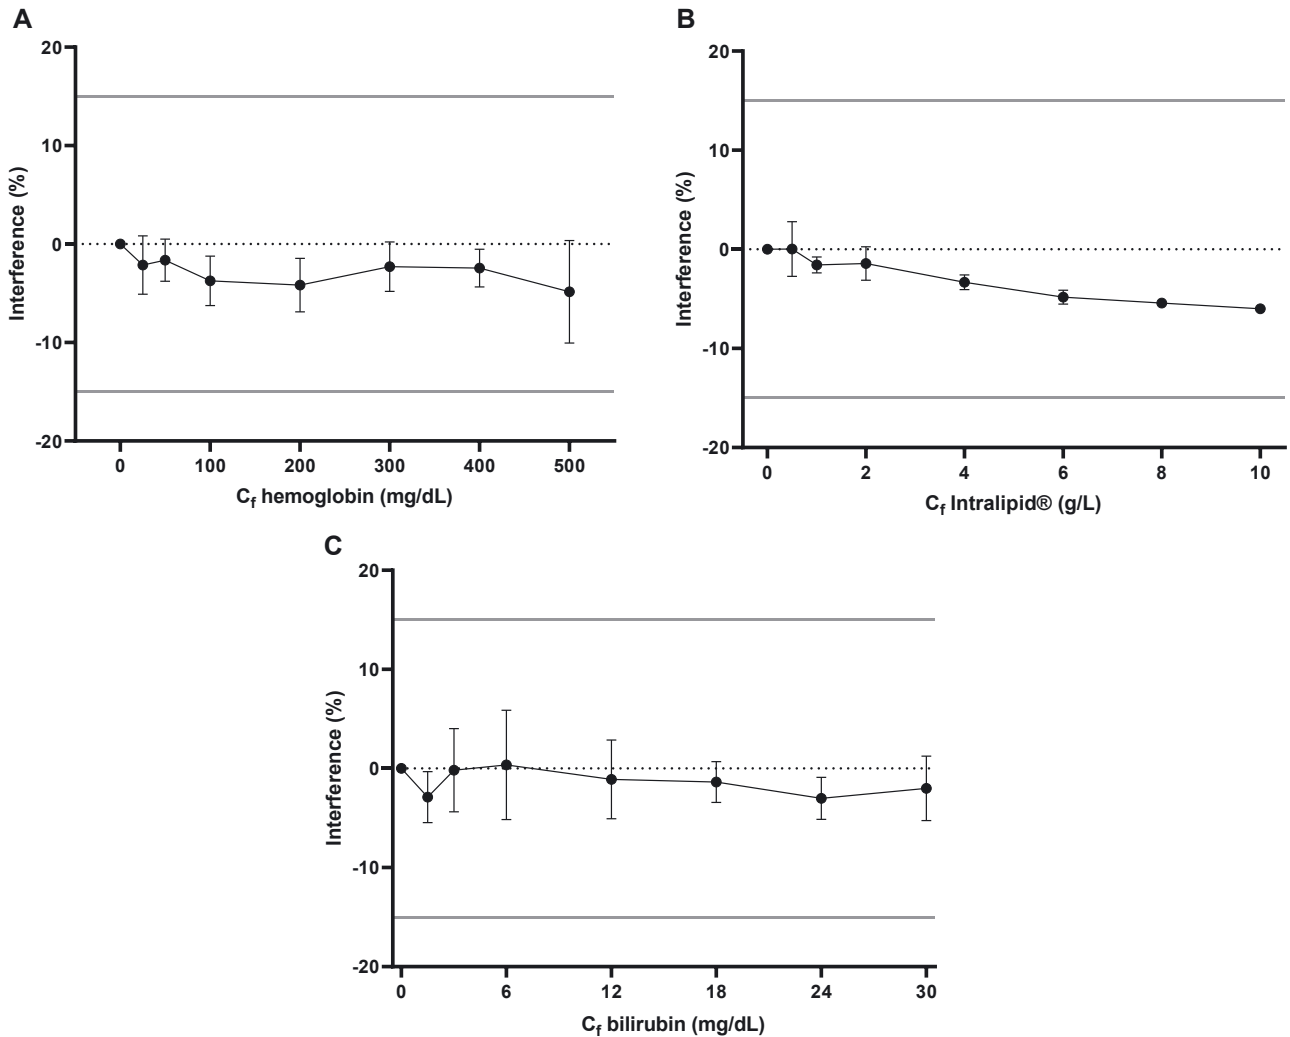 A
20
10
0
-10
-20
Interference (%)
0 100 200 300 400 500
Cf hemoglobin (mg/dL)
B
20
10
0
-10
-20
Interference (%)
0 2 4 6 8 10
Cf Intralipid® (g/L)
C
20
10
0
-10
-20
Interference (%)
0 6 12 18 24 30
Cf bilirubin (mg/dL)